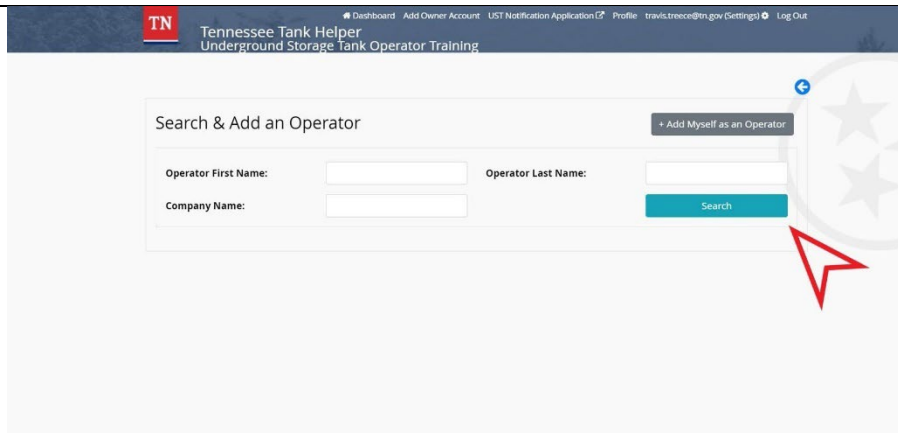 TN
Dashboard Add Owner Account UST Notification Application Profile travis.treece@tn.gov (Settings) Log Out
Tennessee Tank Helper
Underground Storage Tank Operator Training
Search & Add an Operator
+ Add Myself as an Operator
Operator First Name: Operator Last Name:
Company Name: Search